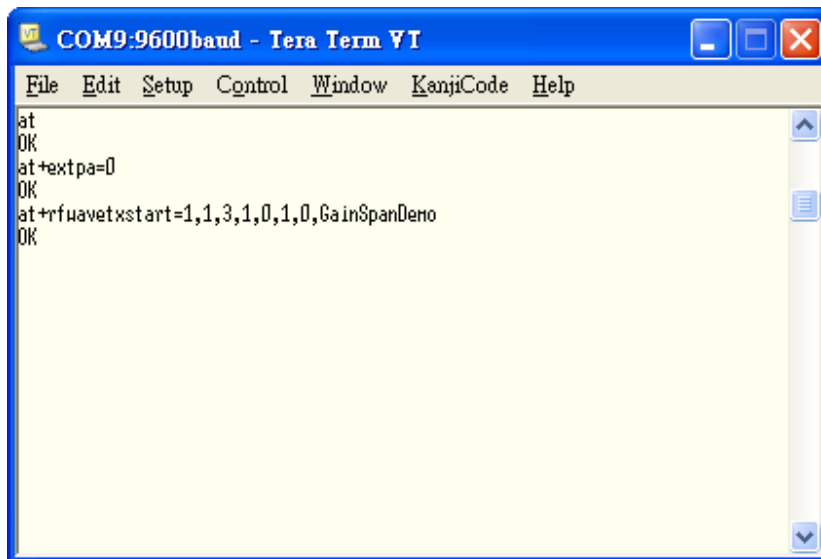 COM9:9600baud - Tera Term VT
File Edit Setup Control Window KanjiCode Help
at
OK
at+extpa=0
OK
at+rfwavetxstart=1,1,3,1,0,1,0,GainSpanDemo
OK